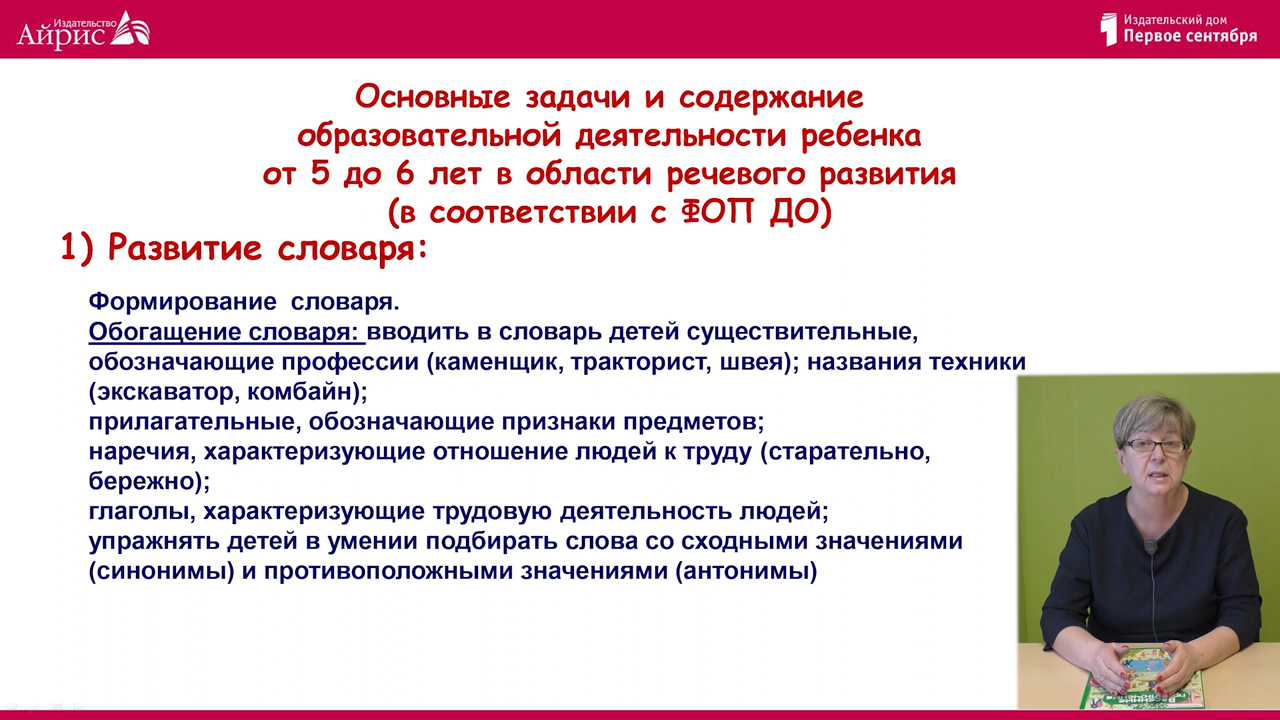 Издательство
Айрис
Издательский дом
Первое сентября
Основные задачи и содержание
образовательной деятельности ребенка
от 5 до 6 лет в области речевого развития
(в соответствии с ФОП ДО)
1) Развитие словаря:
Формирование словаря.
Обогащение словаря: вводить в словарь детей существительные,
обозначающие профессии (каменщик, тракторист, швея); названия техники
(экскаватор, комбайн);
прилагательные, обозначающие признаки предметов;
наречия, характеризующие отношение людей к труду (старательно,
бережно);
глаголы, характеризующие трудовую деятельность людей;
упражнять детей в умении подбирать слова со сходными значениями
(синонимы) и противоположными значениями (антонимы)